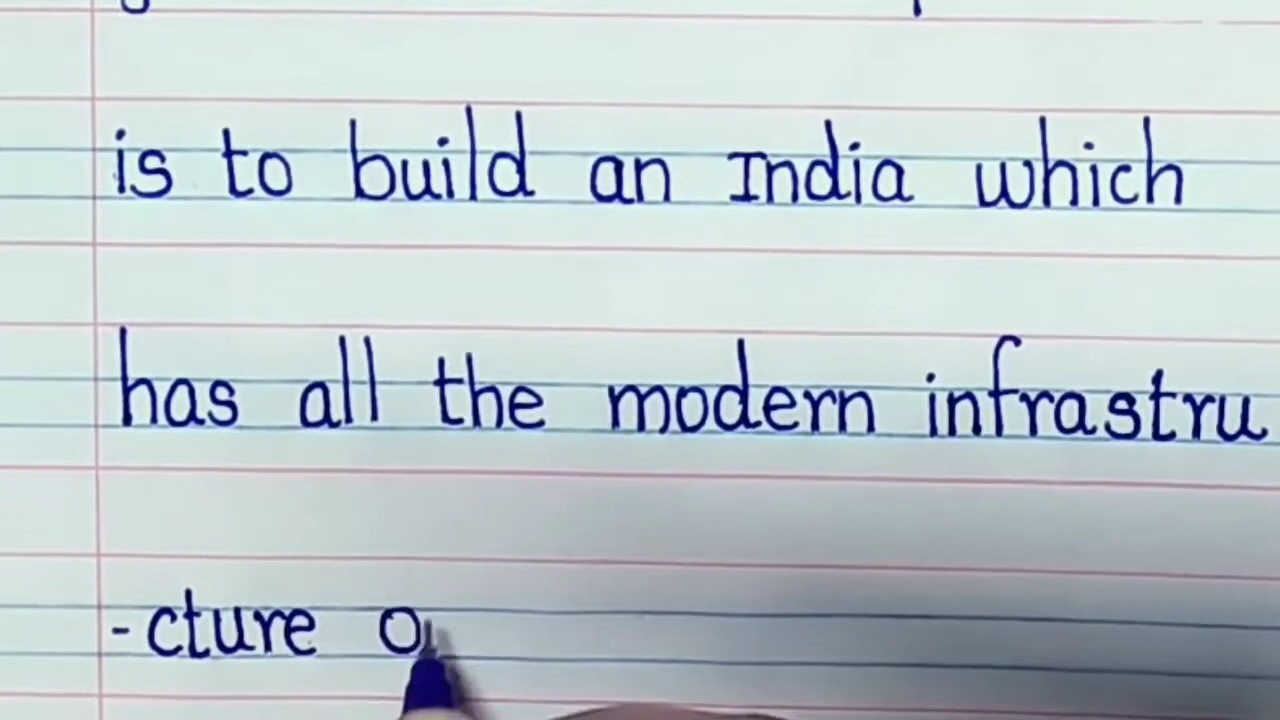 is to build an India which
has all the modern infrastru
-cture